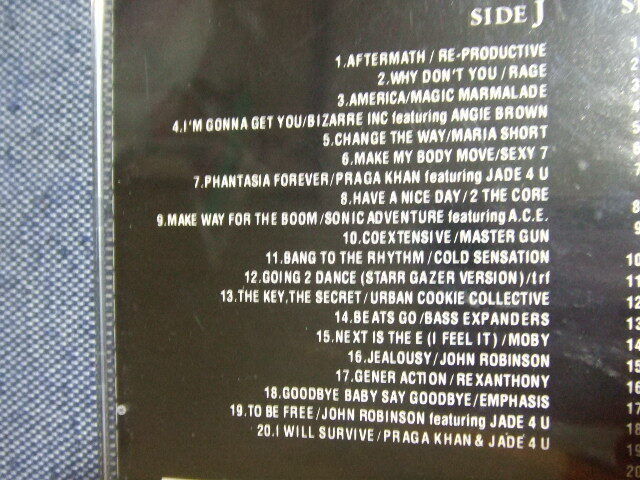 SIDE J
1.AFTERMATH / RE-PRODUCTIVE
2.WHY DON'T YOU / RAGE
3.AMERICA/MAGIC MARMALADE
4.I'M GONNA GET YOU/BIZARRE INC featuring ANGIE BROWN
5.CHANGE THE WAY/MARIA SHORT
6.MAKE MY BODY MOVE/SEXY 7
7.PHANTASIA FOREVER/PRAGA KHAN featuring JADE 4 U
8.HAVE A NICE DAY/2 THE CORE
9.MAKE WAY FOR THE BOOM/SONIC ADVENTURE featuring A.C.E.
10.COEXTENSIVE/MASTER GUN
11.BANG TO THE RHYTHM/COLD SENSATION
12.GOING 2 DANCE (STARR GAZER VERSION)/trf
13.THE KEY,THE SECRET/URBAN COOKIE COLLECTIVE
14.BEATS GO/BASS EXPANDERS
15.NEXT IS THE E (I FEEL IT)/MOBY
16.JEALOUSY/JOHN ROBINSON
17.GENER ACTION/REXANTHONY
18.GOODBYE BABY SAY GOODBYE/EMPHASIS
19.TO BE FREE/JOHN ROBINSON featuring JADE 4 U
20.I WILL SURVIVE/PRAGA KHAN & JADE 4 U